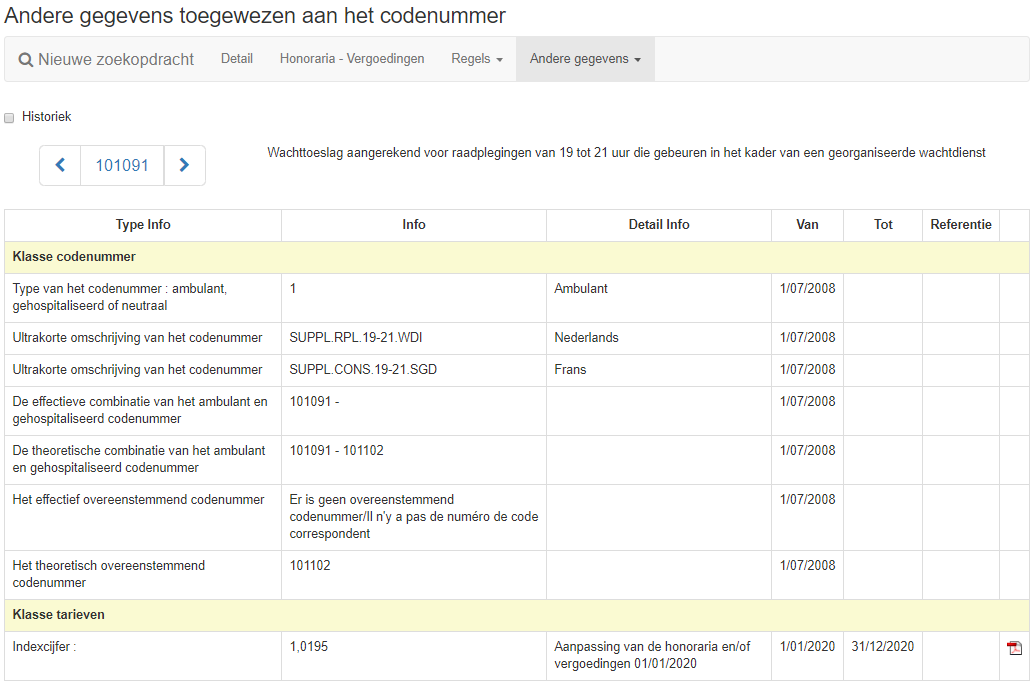 Andere gegevens toegewezen aan het codenummer
Nieuwe zoekopdracht Detail Honoraria - Vergoedingen Regels Andere gegevens
Historiek
101091
Wachttoeslag aangerekend voor raadplegingen van 19 tot 21 uur die gebeuren in het kader van een georganiseerde wachtdienst
Type Info Info Detail Info Van Tot Referentie
Klasse codenummer
Type van het codenummer : ambulant, 1 Ambulant 1/07/2008
gehospitaliseerd of neutraal
Ultrakorte omschrijving van het codenummer SUPPL.RPL.19-21.WDI Nederlands 1/07/2008
Ultrakorte omschrijving van het codenummer SUPPL.CONS.19-21.SGD Frans 1/07/2008
De effectieve combinatie van het ambulant en 101091 - 1/07/2008
gehospitaliseerd codenummer
De theoretische combinatie van het ambulant 101091 - 101102 1/07/2008
en gehospitaliseerd codenummer
Het effectief overeenstemmend codenummer Er is geen overeenstemmend 1/07/2008
codenummer/Il n'y a pas de numéro de code
correspondent
Het theoretisch overeenstemmend 101102 1/07/2008
codenummer
Klasse tarieven
Indexcijfer : 1,0195 Aanpassing van de honoraria en/of 1/01/2020 31/12/2020
vergoedingen 01/01/2020